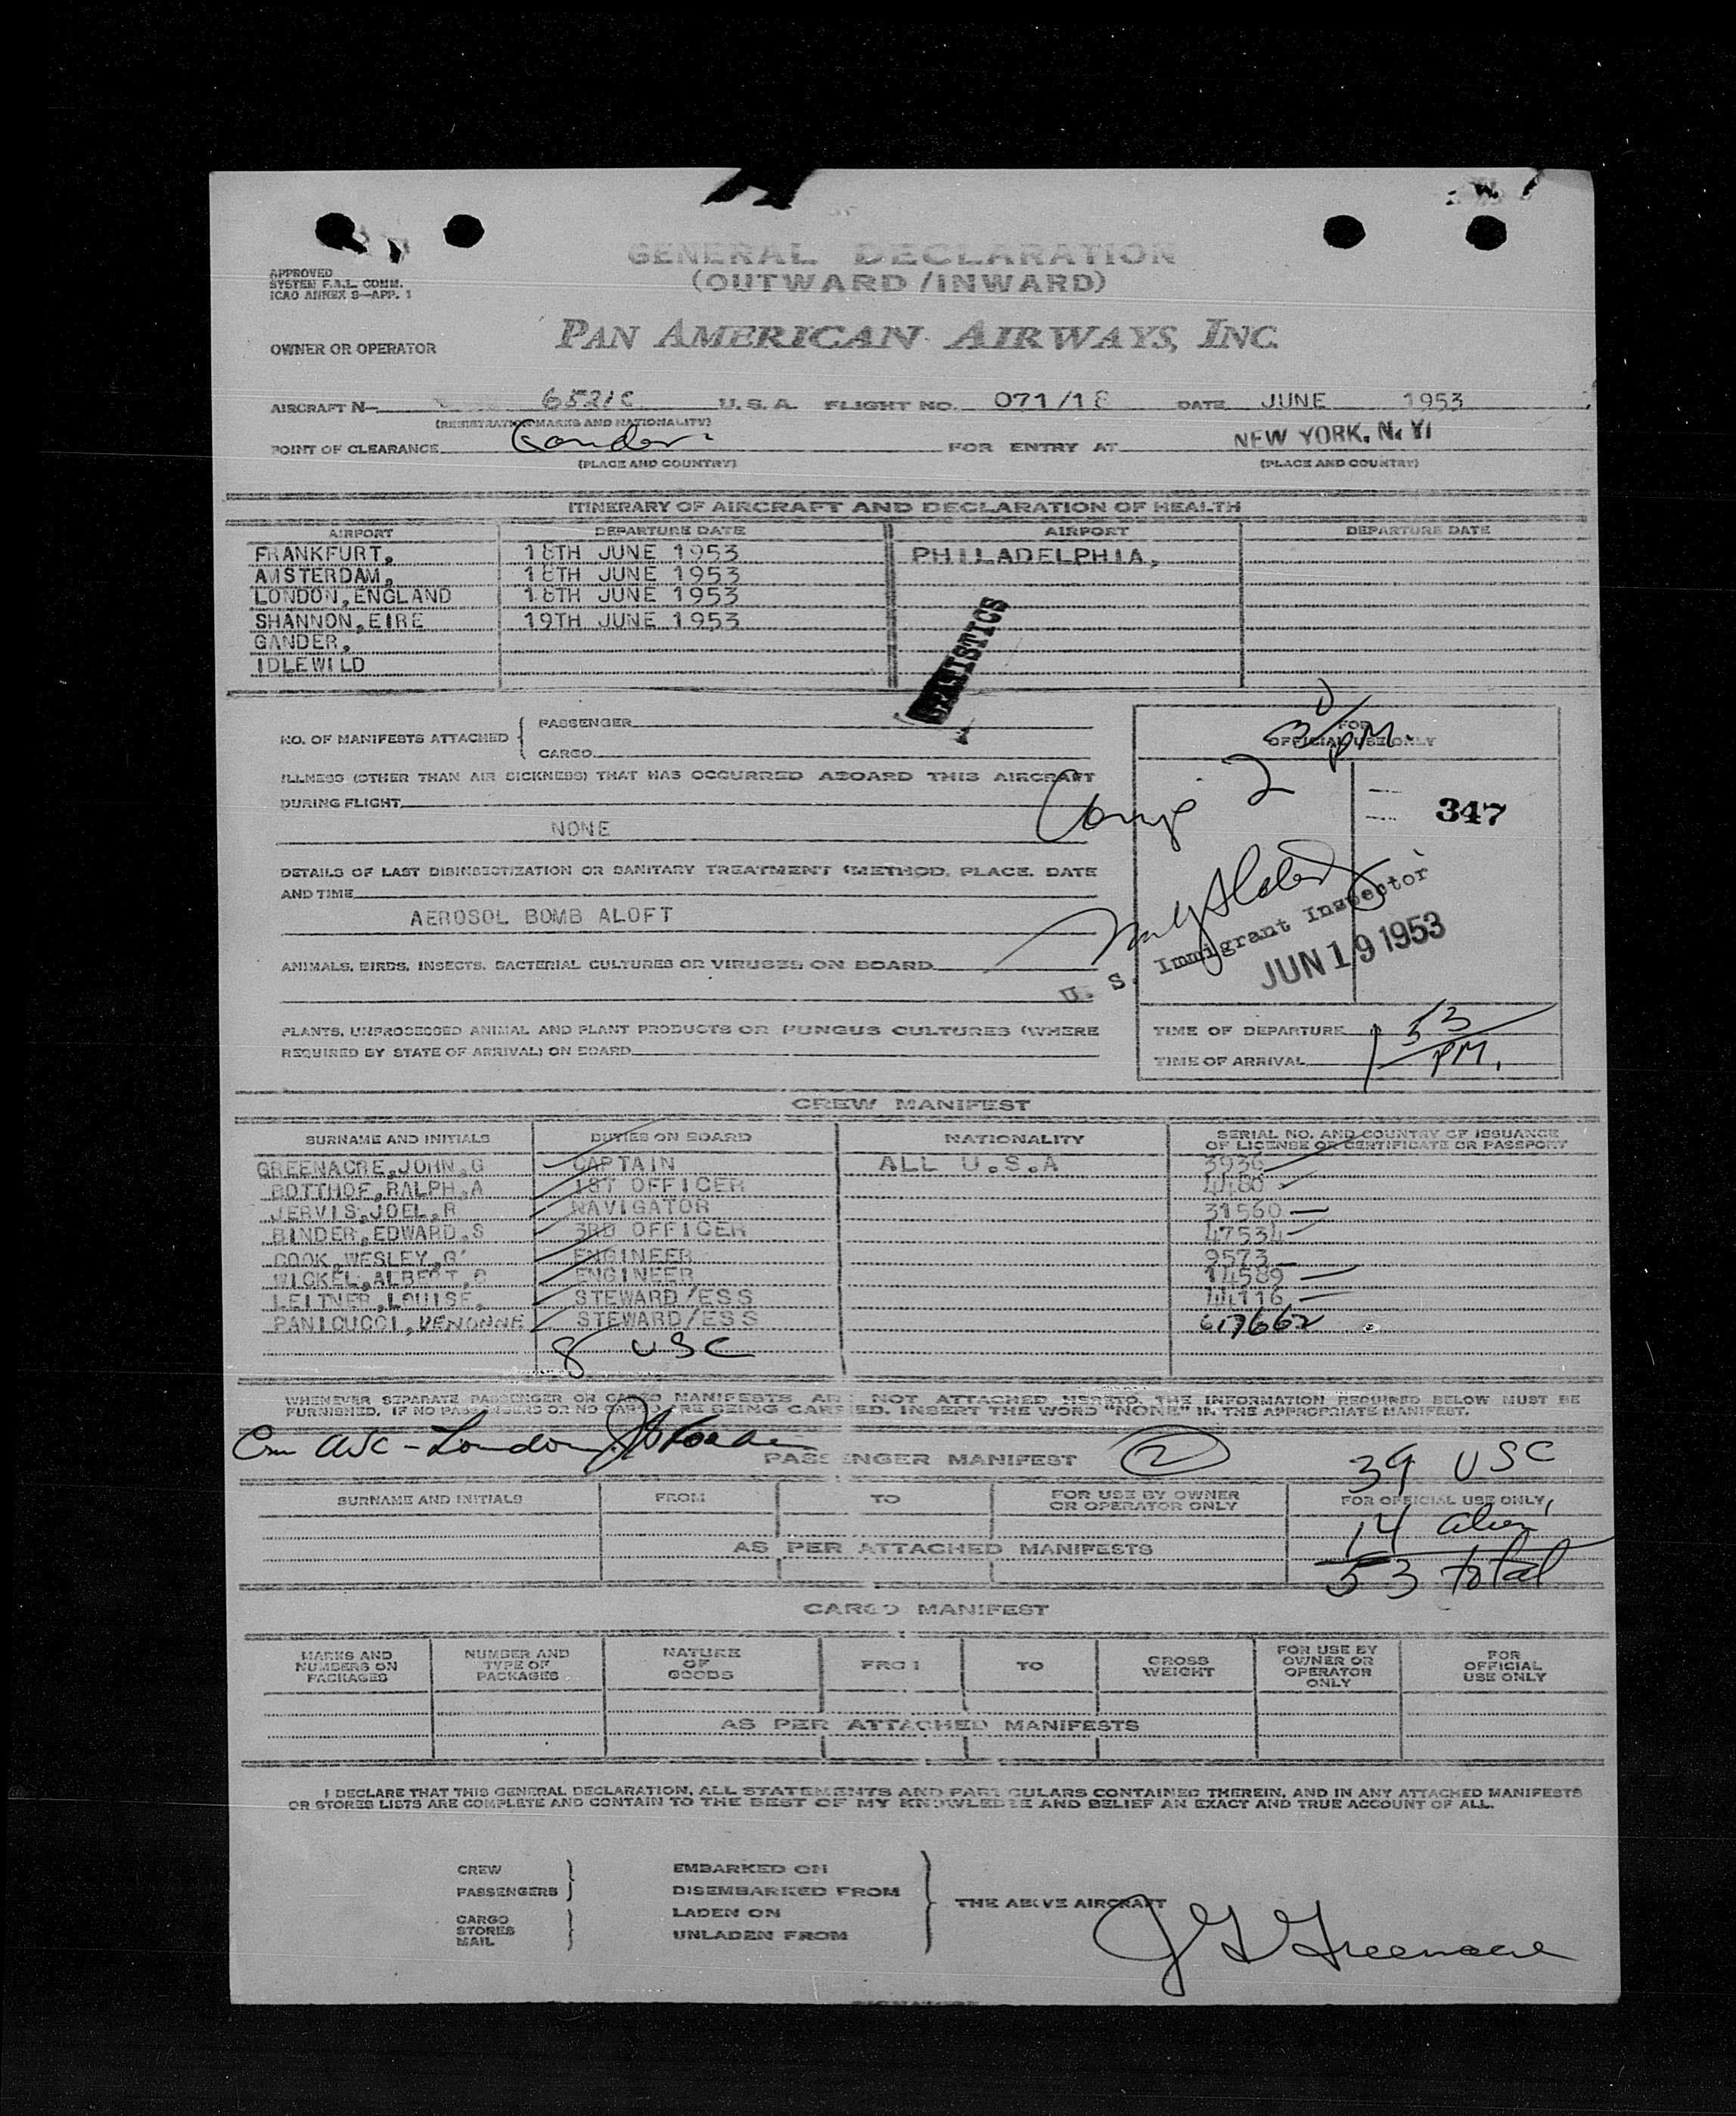 GENERAL DECLARATION
(OUTWARD/INWARD)
APPROVED
SYSTEM F.A.L. COMM.
ICAO ANNEX 9—APP. 1
OWNER OR OPERATOR PAN AMERICAN AIRWAYS, INC.
AIRCRAFT N— 6521C U.S.A. FLIGHT NO. 071/18 DATE JUNE 1953
(REGISTRATION MARKS AND NATIONALITY)
POINT OF CLEARANCE Gander FOR ENTRY AT NEW YORK, N. Y.
(PLACE AND COUNTRY) (PLACE AND COUNTRY)
ITINERARY OF AIRCRAFT AND DECLARATION OF HEALTH
AIRPORT DEPARTURE DATE AIRPORT DEPARTURE DATE
FRANKFURT, 18TH JUNE 1953 PHILADELPHIA,
AMSTERDAM, 18TH JUNE 1953
LONDON, ENGLAND 18TH JUNE 1953
SHANNON, EIRE 19TH JUNE 1953
GANDER,
IDLEWILD
STATISTICS
NO. OF MANIFESTS ATTACHED { PASSENGER
CARGO
FOR
OFFICIAL USE ONLY
3 PM.
ILLNESS (OTHER THAN AIR SICKNESS) THAT HAS OCCURRED ABOARD THIS AIRCRAFT
DURING FLIGHT
NONE
2
347
DETAILS OF LAST DISINSECTIZATION OR SANITARY TREATMENT (METHOD, PLACE, DATE
AND TIME
AEROSOL BOMB ALOFT
U. S. Immigrant Inspector
JUN 19 1953
ANIMALS, BIRDS, INSECTS, BACTERIAL CULTURES OR VIRUSES ON BOARD
PLANTS, UNPROCESSED ANIMAL AND PLANT PRODUCTS OR FUNGUS CULTURES (WHERE
REQUIRED BY STATE OF ARRIVAL) ON BOARD
TIME OF DEPARTURE
TIME OF ARRIVAL 1 53 PM.
CREW MANIFEST
SURNAME AND INITIALS DUTIES ON BOARD NATIONALITY SERIAL NO. AND COUNTRY OF ISSUANCE
OF LICENSE OR CERTIFICATE OR PASSPORT
GREENACRE, JOHN, G CAPTAIN ALL U.S.A 3936
BOTTHOF, RALPH, A 1ST OFFICER 4480
JERVIS, JOEL, R NAVIGATOR 31560
BINDER, EDWARD, S 3RD OFFICER 47534
COOK, WESLEY, G ENGINEER 9573
WICKEL, ALBERT, ENGINEER 14589
LEITNER, LOUISE, STEWARD/ESS 44116
PANICUCCI, STEWARD/ESS 617662
8 USC
WHENEVER SEPARATE PASSENGER OR CARGO MANIFESTS ARE NOT ATTACHED HERETO, THE INFORMATION REQUIRED BELOW MUST BE
FURNISHED. IF NO PASSENGERS OR NO CARGO ARE BEING CARRIED, INSERT THE WORD "NONE" IN THE APPROPRIATE MANIFEST.
London
PASSENGER MANIFEST 2 39 USC
SURNAME AND INITIALS FROM TO FOR USE BY OWNER
OR OPERATOR ONLY FOR OFFICIAL USE ONLY
14 alien
AS PER ATTACHED MANIFESTS
53 total
CARGO MANIFEST
MARKS AND
NUMBERS ON
PACKAGES NUMBER AND
TYPE OF
PACKAGES NATURE
OF
GOODS FROM TO GROSS
WEIGHT FOR USE BY
OWNER OR
OPERATOR
ONLY FOR
OFFICIAL
USE ONLY
AS PER ATTACHED MANIFESTS
I DECLARE THAT THIS GENERAL DECLARATION, ALL STATEMENTS AND PARTICULARS CONTAINED THEREIN, AND IN ANY ATTACHED MANIFESTS
OR STORES LISTS ARE COMPLETE AND CONTAIN TO THE BEST OF MY KNOWLEDGE AND BELIEF AN EXACT AND TRUE ACCOUNT OF ALL.
CREW
PASSENGERS
CARGO
STORES
MAIL
EMBARKED ON
DISEMBARKED FROM
LADEN ON
UNLADEN FROM
THE ABOVE AIRCRAFT
J G Greenacre